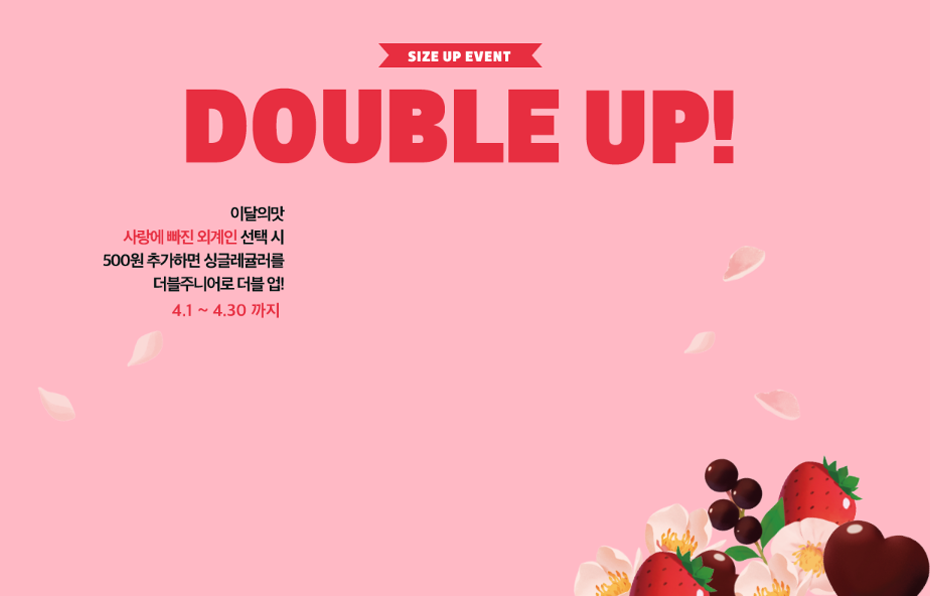 SIZE UP EVENT
DOUBLE UP!
이달의맛
사랑에 빠진 외계인 선택 시
500원 추가하면 싱글레귤러를
더블주니어로 더블 업!
4.1 ~ 4.30 까지